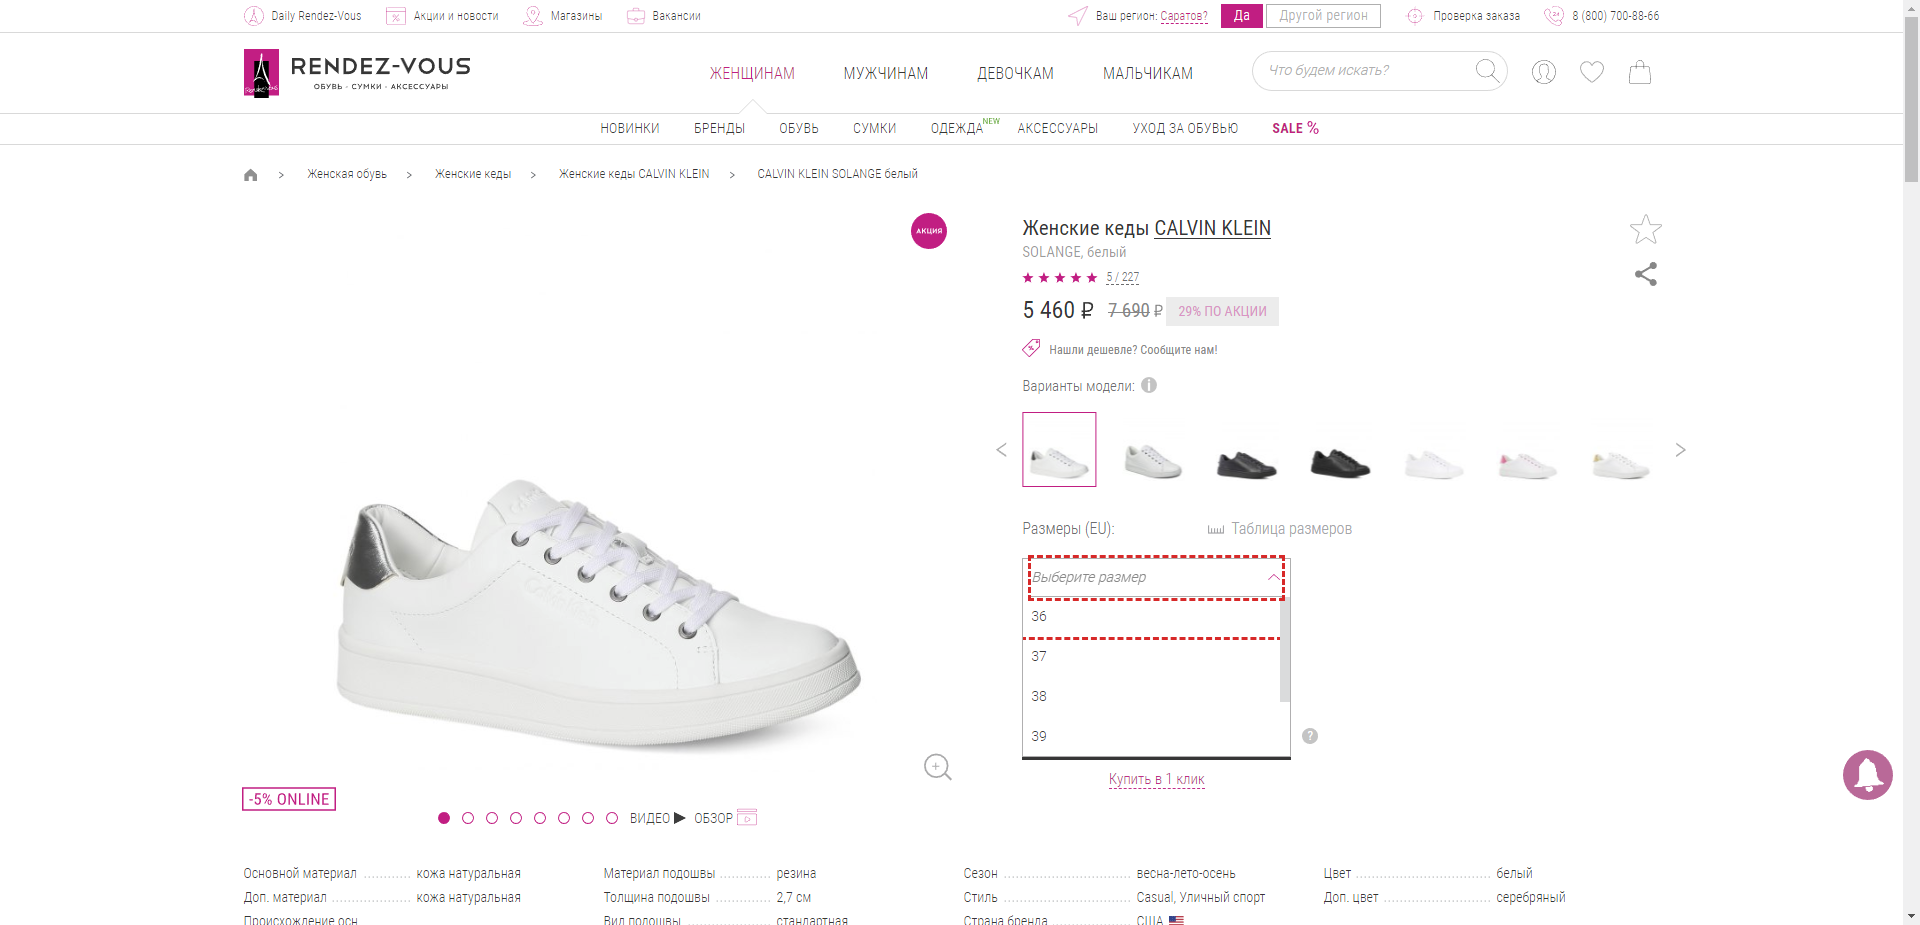 Daily Rendez-Vous
Акции и новости
Магазины
Вакансии
Ваш регион: Саратов?
Да
Другой регион
Проверка заказа
8 (800) 700-88-66
RENDEZ-VOUS
ОБУВЬ · СУМКИ · АКСЕССУАРЫ
ЖЕНЩИНАМ
МУЖЧИНАМ
ДЕВОЧКАМ
МАЛЬЧИКАМ
Что будем искать?
НОВИНКИ
БРЕНДЫ
ОБУВЬ
СУМКИ
ОДЕЖДА NEW
АКСЕССУАРЫ
УХОД ЗА ОБУВЬЮ
SALE %
> Женская обувь > Женские кеды > Женские кеды CALVIN KLEIN > CALVIN KLEIN SOLANGE белый
АКЦИЯ
Женские кеды CALVIN KLEIN
SOLANGE, белый
5 / 227
5 460 ₽ 7 690 ₽ 29% ПО АКЦИИ
Нашли дешевле? Сообщите нам!
Варианты модели:
Размеры (EU):
Таблица размеров
Выберите размер
36
37
38
39
?
Купить в 1 клик
-5% ONLINE
ВИДЕО
ОБЗОР
Основной материал кожа натуральная
Доп. материал кожа натуральная
Происхождение осн
Материал подошвы резина
Толщина подошвы 2,7 см
Вид подошвы стандартная
Сезон весна-лето-осень
Стиль Casual, Уличный спорт
Страна бренда США
Цвет белый
Доп. цвет серебряный